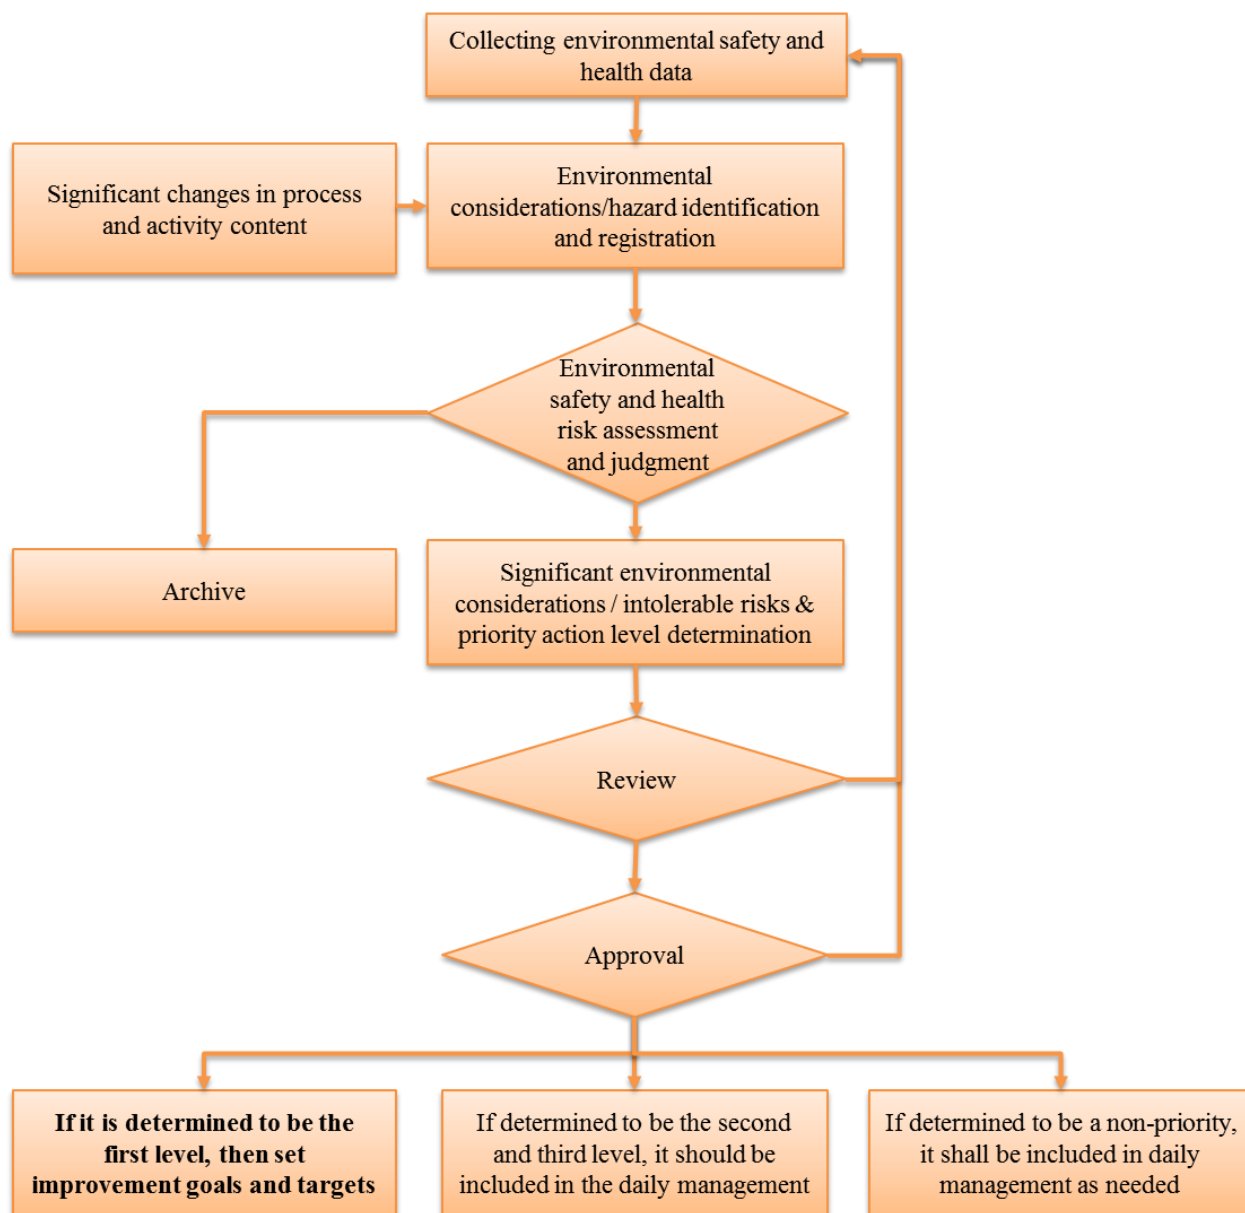 Collecting environmental safety and
health data
Significant changes in process
and activity content
Environmental
considerations/hazard identification
and registration
Environmental
safety and health
risk assessment
and judgment
Archive
Significant environmental
considerations / intolerable risks &
priority action level determination
Review
Approval
If it is determined to be the
first level, then set
improvement goals and targets
If determined to be the second
and third level, it should be
included in the daily management
If determined to be a non-priority,
it shall be included in daily
management as needed